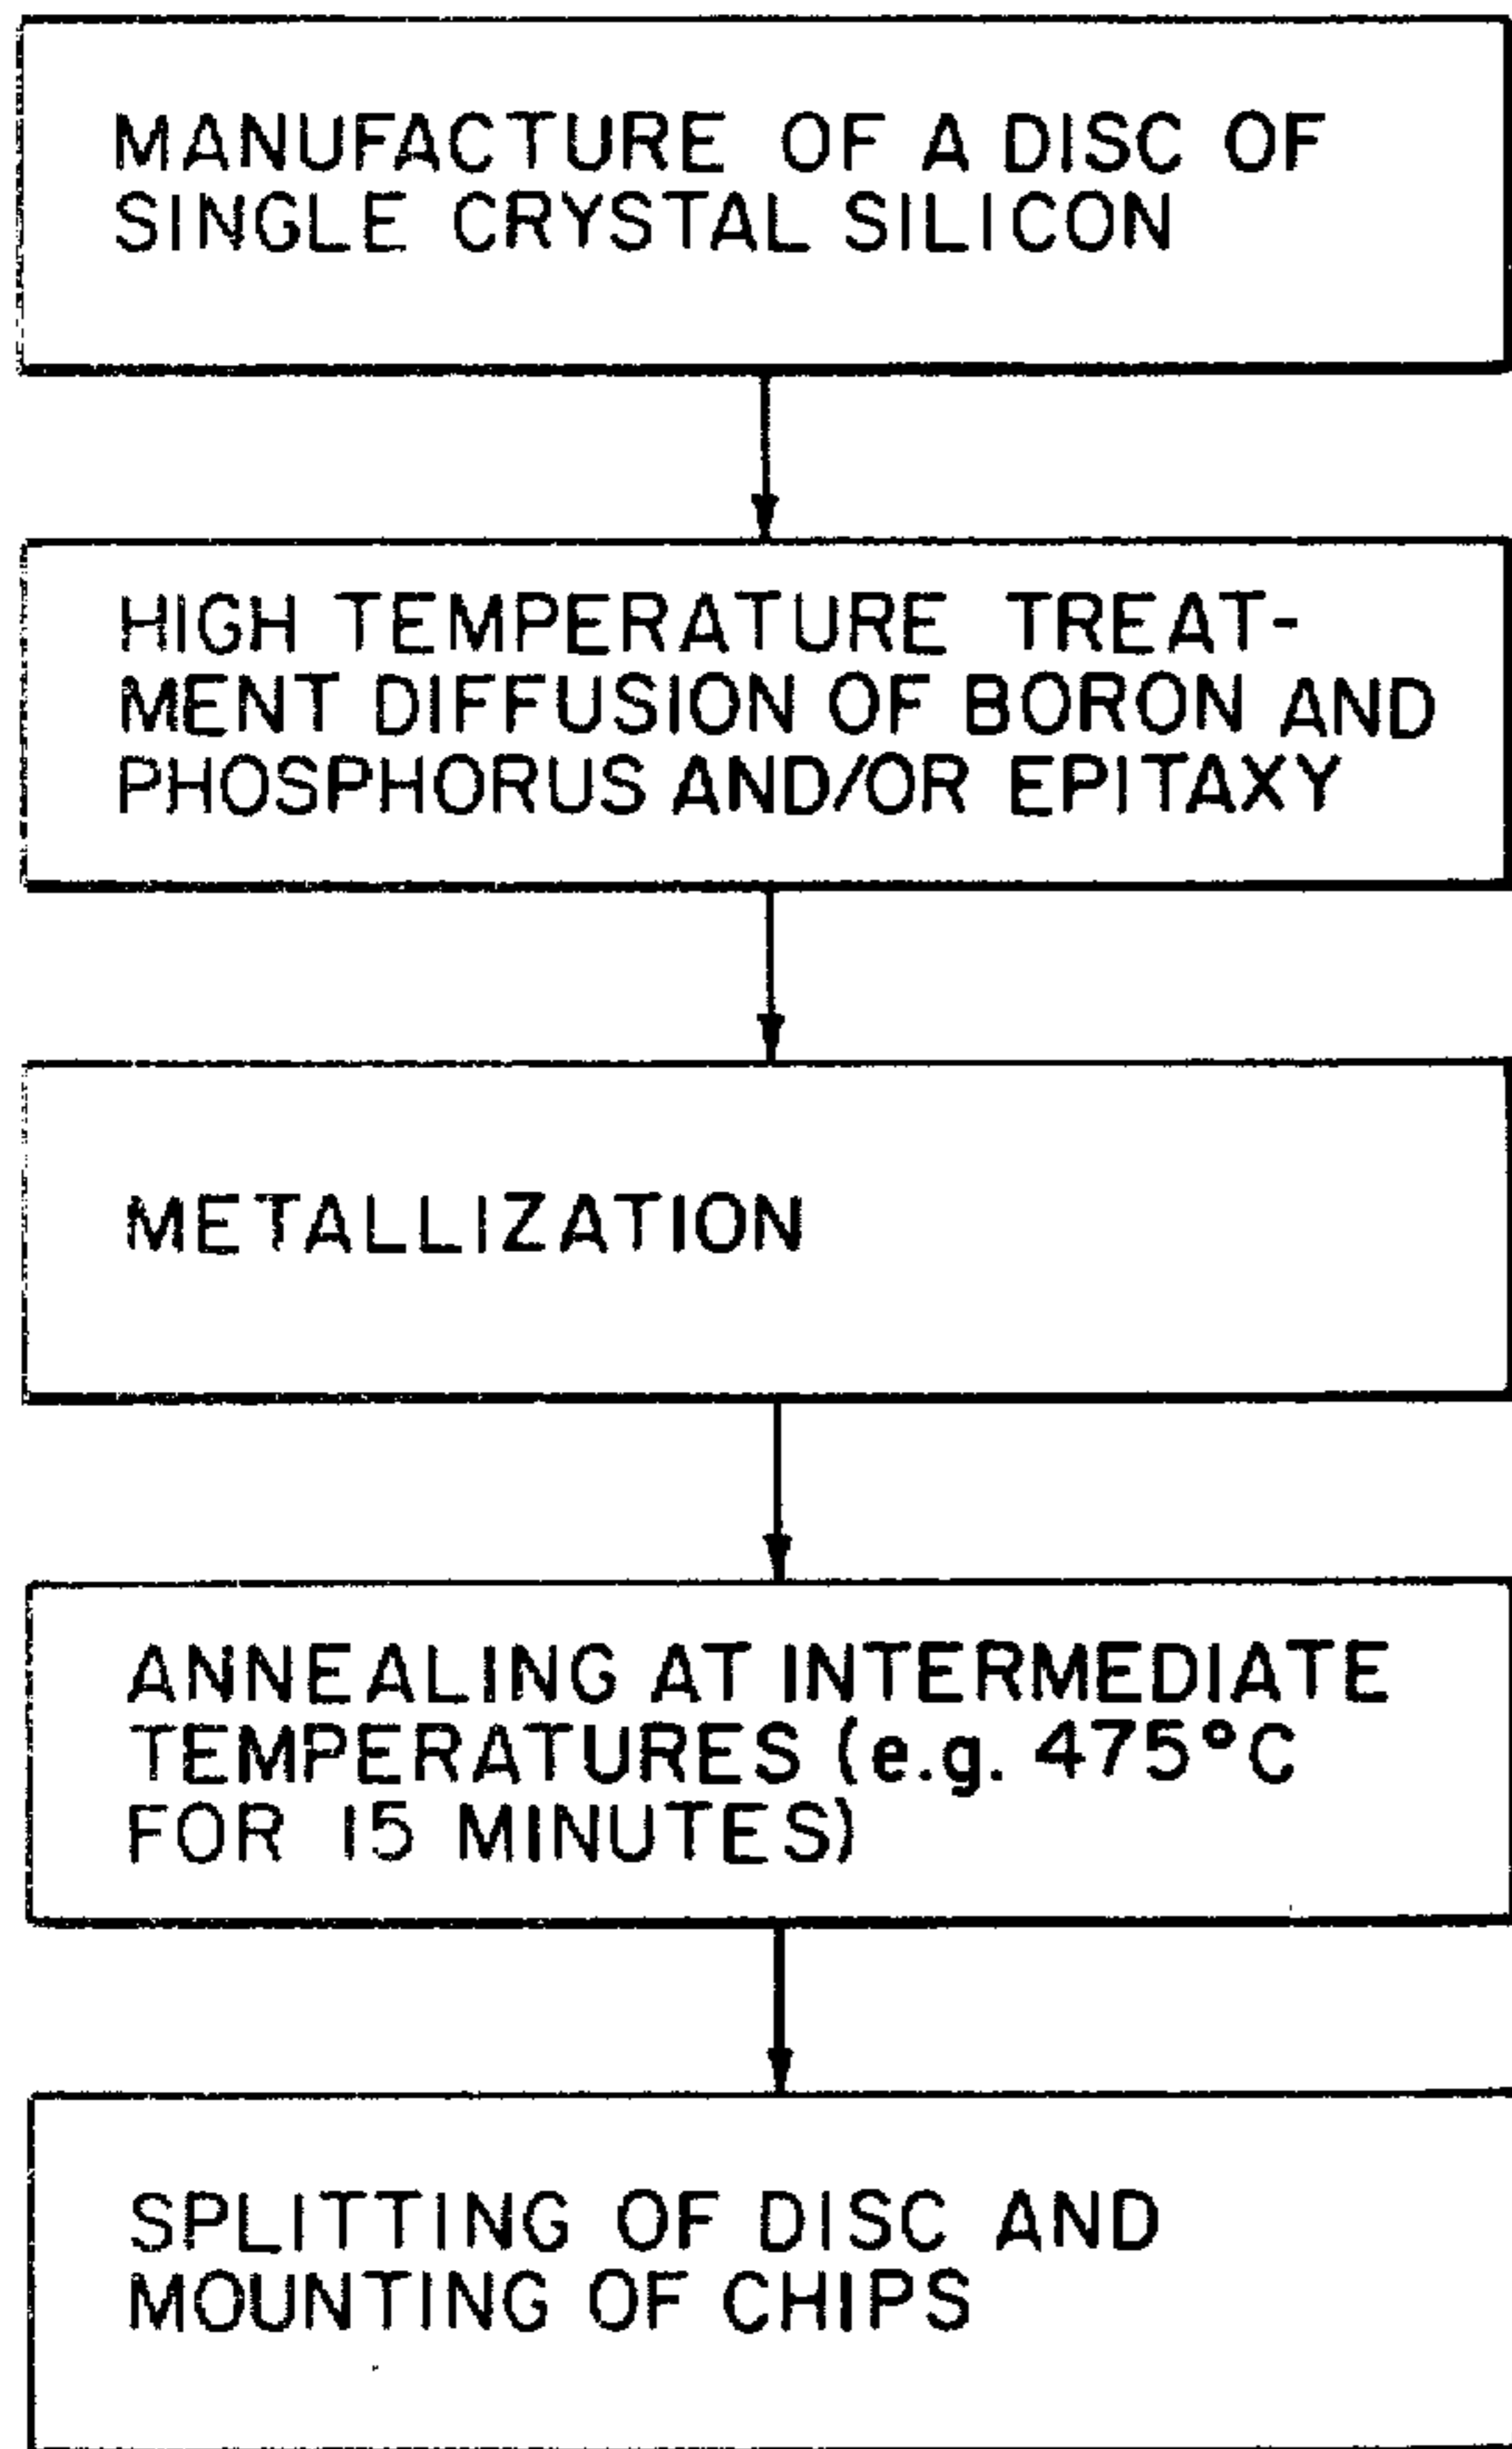 MANUFACTURE OF A DISC OF
SINGLE CRYSTAL SILICON
HIGH TEMPERATURE TREAT-
MENT DIFFUSION OF BORON AND
PHOSPHORUS AND/OR EPITAXY
METALLIZATION
ANNEALING AT INTERMEDIATE
TEMPERATURES (e.g. 475°C
FOR 15 MINUTES)
SPLITTING OF DISC AND
MOUNTING OF CHIPS